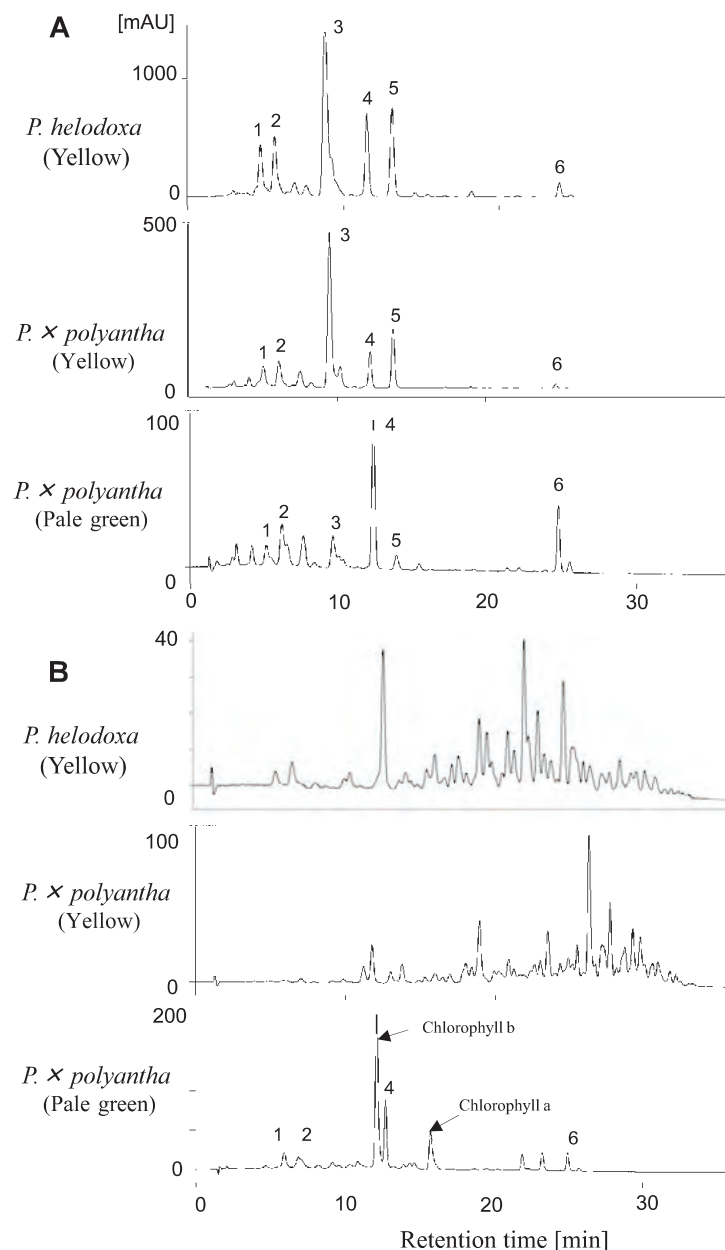 A [mAU]
3
1000
1 2 4 5
P. helodoxa
(Yellow)
6
0
500
3
P. × polyantha
(Yellow)
1 2 4 5
6
0
100
4
P. × polyantha
(Pale green)
1 2 3 5 6
0
0 10 20 30
40
B
P. helodoxa
(Yellow)
0
100
P. × polyantha
(Yellow)
0
200
Chlorophyll b
P. × polyantha
(Pale green)
4
Chlorophyll a
1 2 6
0
0 10 20 30
Retention time [min]